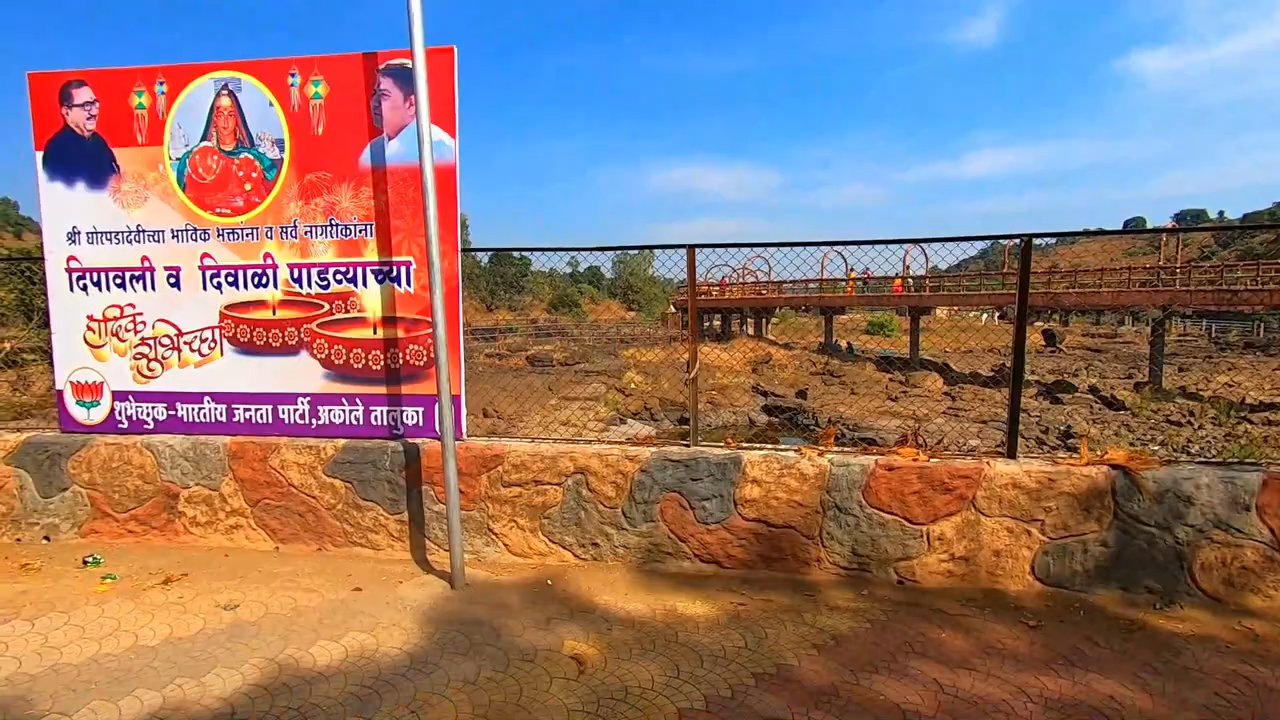 श्री घोरपडादेवीच्या भाविक भक्तांना व सर्व नागरीकांना
दिपावली व दिवाळी पाडव्याच्या
हार्दिक
शुभेच्छा
शुभेच्छुक-भारतीय जनता पार्टी,अकोले तालुका